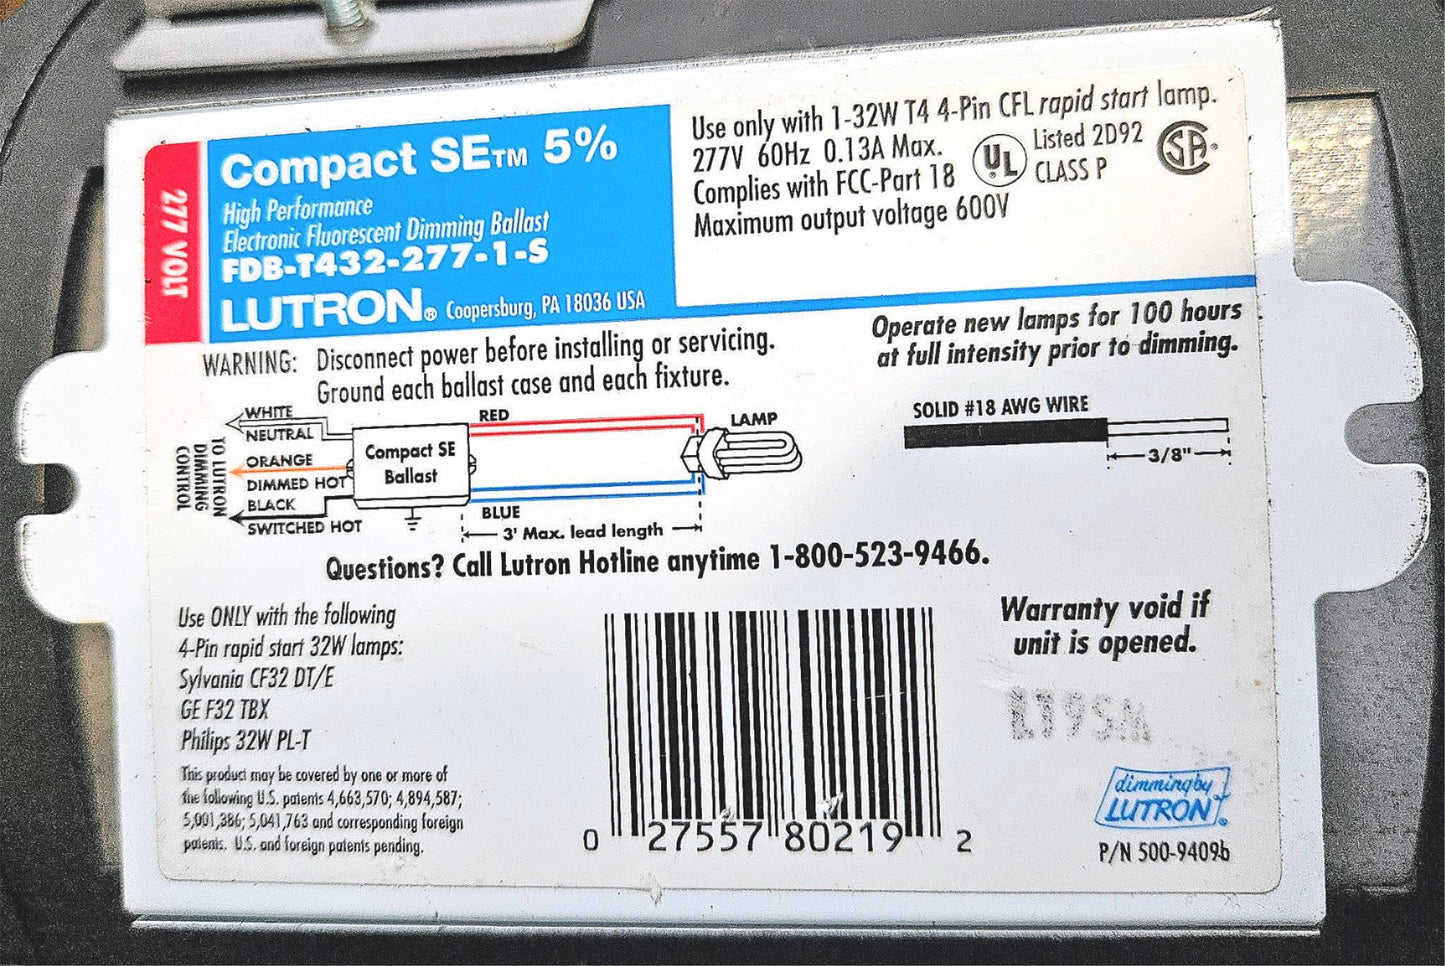 277 VOLT
Compact SE™ 5%
High Performance
Electronic Fluorescent Dimming Ballast
FDB-T432-277-1-S
LUTRON® Coopersburg, PA 18036 USA
Use only with 1-32W T4 4-Pin CFL rapid start lamp.
277V 60Hz 0.13A Max.
Complies with FCC-Part 18
Maximum output voltage 600V
UL
®
Listed 2D92
CLASS P
SA
®
WARNING: Disconnect power before installing or servicing.
Ground each ballast case and each fixture.
Operate new lamps for 100 hours
at full intensity prior to dimming.
TO LUTRON
DIMMING
CONTROL
WHITE
NEUTRAL
ORANGE
DIMMED HOT
BLACK
SWITCHED HOT
Compact SE
Ballast
RED
LAMP
BLUE
3' Max. lead length
SOLID #18 AWG WIRE
3/8"
Questions? Call Lutron Hotline anytime 1-800-523-9466.
Use ONLY with the following
4-Pin rapid start 32W lamps:
Sylvania CF32 DT/E
GE F32 TBX
Philips 32W PL-T
This product may be covered by one or more of
the following U.S. patents 4,663,570; 4,894,587;
5,001,386; 5,041,763 and corresponding foreign
patents. U.S. and foreign patents pending.
0 27557 80219 2
Warranty void if
unit is opened.
LT9SM
dimming by
LUTRON®
P/N 500-9409b